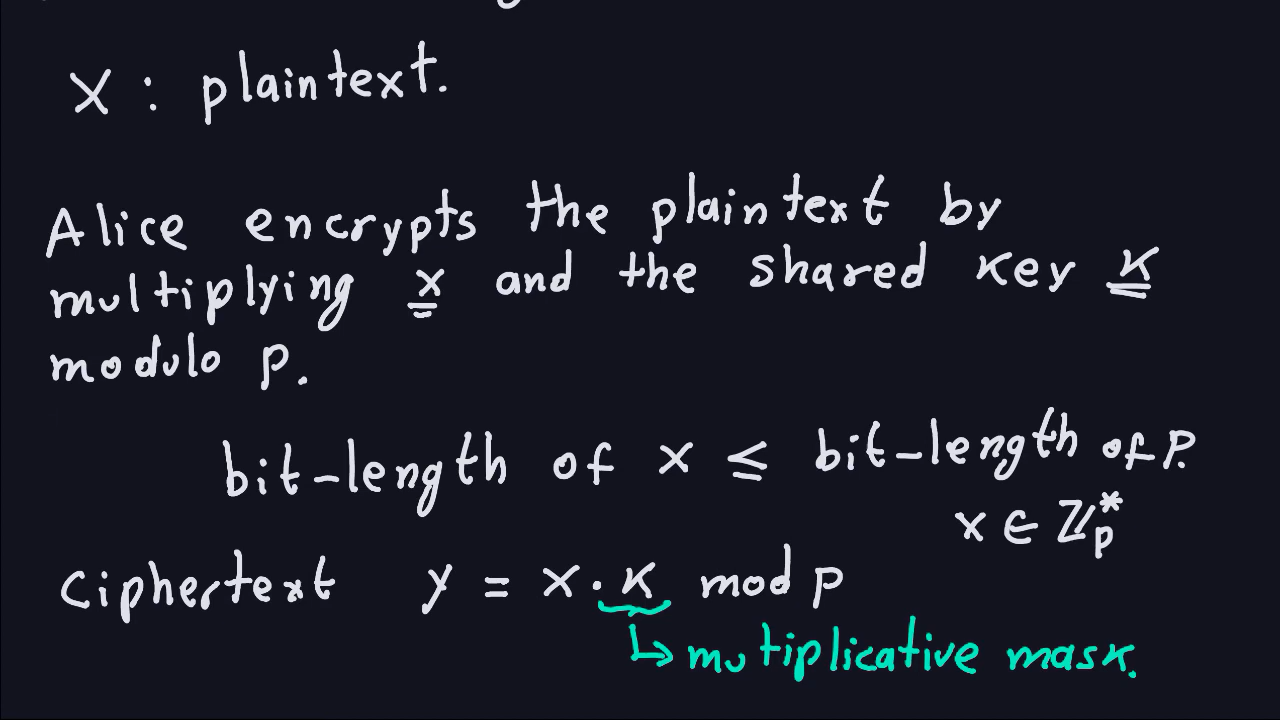 x : plaintext.
Alice encrypts the plaintext by
multiplying x and the shared key K
modulo p.
bit-length of x ≤ bit-length of P.
x ∈ ℤₚ*
Ciphertext y = x · K mod p
↳ mutiplicative mask.